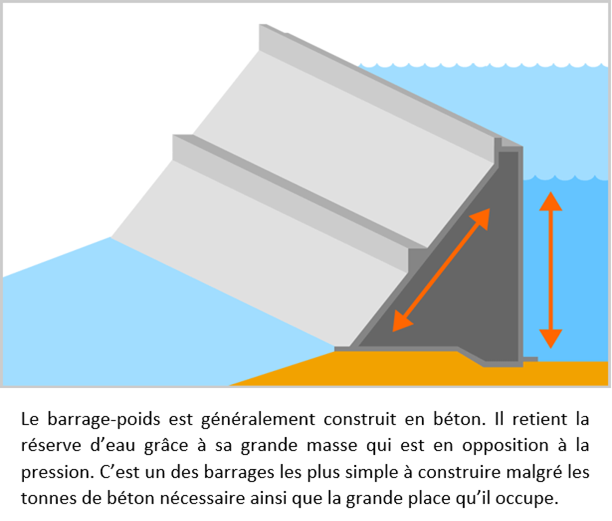 Le barrage-poids est généralement construit en béton. Il retient la
réserve d’eau grâce à sa grande masse qui est en opposition à la
pression. C’est un des barrages les plus simple à construire malgré les
tonnes de béton nécessaire ainsi que la grande place qu’il occupe.